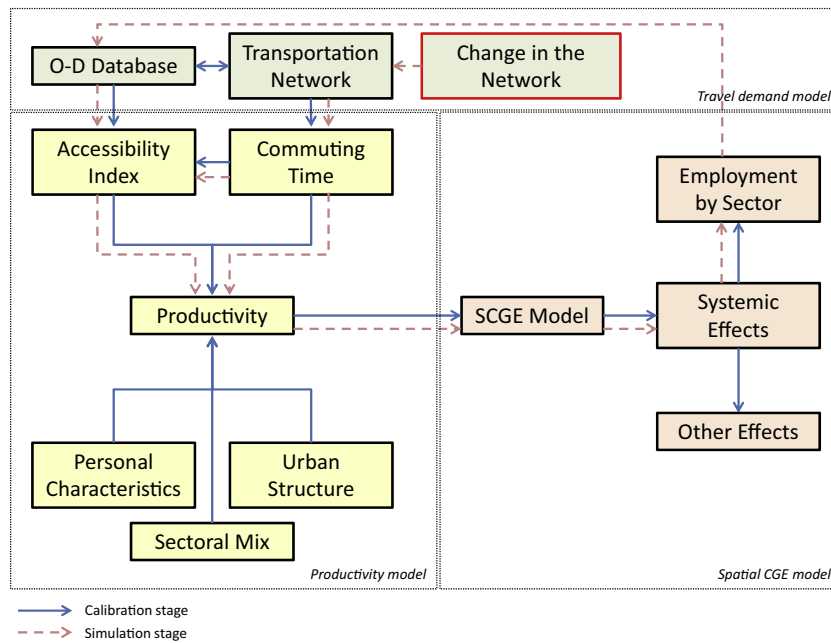 O-D Database
Transportation
Network
Change in the
Network
Travel demand model
Accessibility
Index
Commuting
Time
Employment
by Sector
Productivity
SCGE Model
Systemic
Effects
Other Effects
Personal
Characteristics
Urban
Structure
Sectoral Mix
Productivity model
Spatial CGE model
Calibration stage
Simulation stage